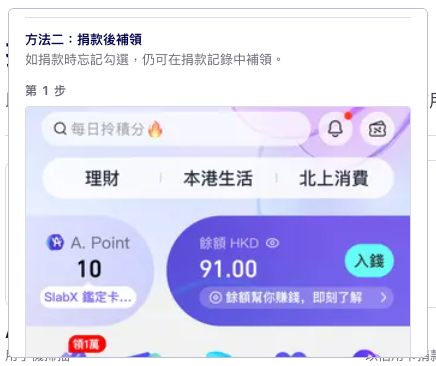 方法二：捐款後補領
如捐款時忘記勾選，仍可在捐款記錄中補領。
第 1 步
每日拎積分
理財
本港生活
北上消費
A. Point
10
SlabX 鑑定卡...
餘額 HKD
91.00
入錢
餘額幫你賺錢，即刻了解
領1萬